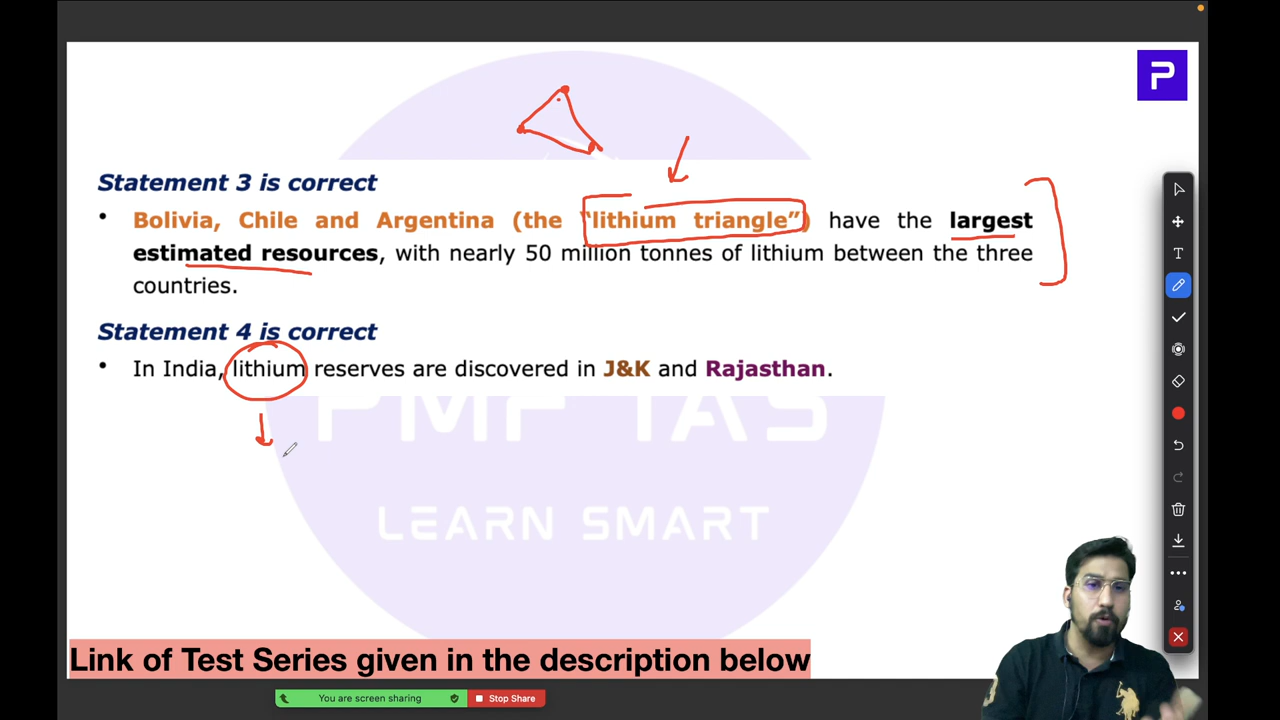 P
Statement 3 is correct
• Bolivia, Chile and Argentina (the “lithium triangle”) have the largest
estimated resources, with nearly 50 million tonnes of lithium between the three
countries.
Statement 4 is correct
• In India, lithium reserves are discovered in J&K and Rajasthan.
PMF IAS
LEARN SMART
T
Link of Test Series given in the description below
You are screen sharing
Stop Share